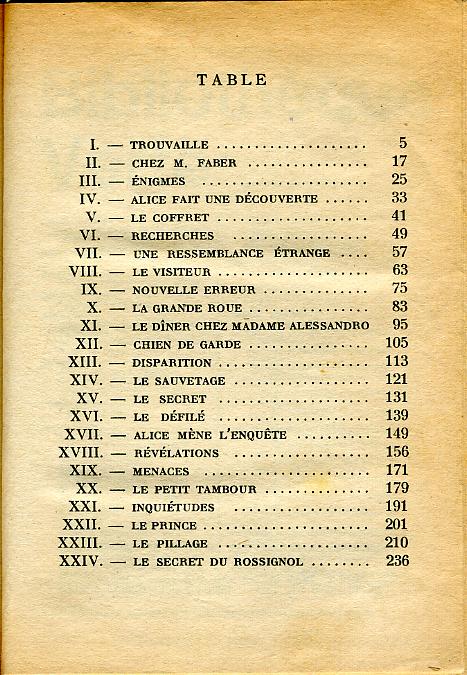 TABLE
I. — TROUVAILLE .................... 5
II. — CHEZ M. FABER ................ 17
III. — ÉNIGMES ...................... 25
IV. — ALICE FAIT UNE DÉCOUVERTE ...... 33
V. — LE COFFRET ..................... 41
VI. — RECHERCHES .................... 49
VII. — UNE RESSEMBLANCE ÉTRANGE .... 57
VIII. — LE VISITEUR .................... 63
IX. — NOUVELLE ERREUR .............. 75
X. — LA GRANDE ROUE ................ 83
XI. — LE DÎNER CHEZ MADAME ALESSANDRO 95
XII. — CHIEN DE GARDE ................ 105
XIII. — DISPARITION .................... 113
XIV. — LE SAUVETAGE .................. 121
XV. — LE SECRET .................... 131
XVI. — LE DÉFILÉ .................... 139
XVII. — ALICE MÈNE L'ENQUÊTE .......... 149
XVIII. — RÉVÉLATIONS .................. 156
XIX. — MENACES ...................... 171
XX. — LE PETIT TAMBOUR .............. 179
XXI. — INQUIÉTUDES .................. 191
XXII. — LE PRINCE ...................... 201
XXIII. — LE PILLAGE .................... 210
XXIV. — LE SECRET DU ROSSIGNOL ........ 236